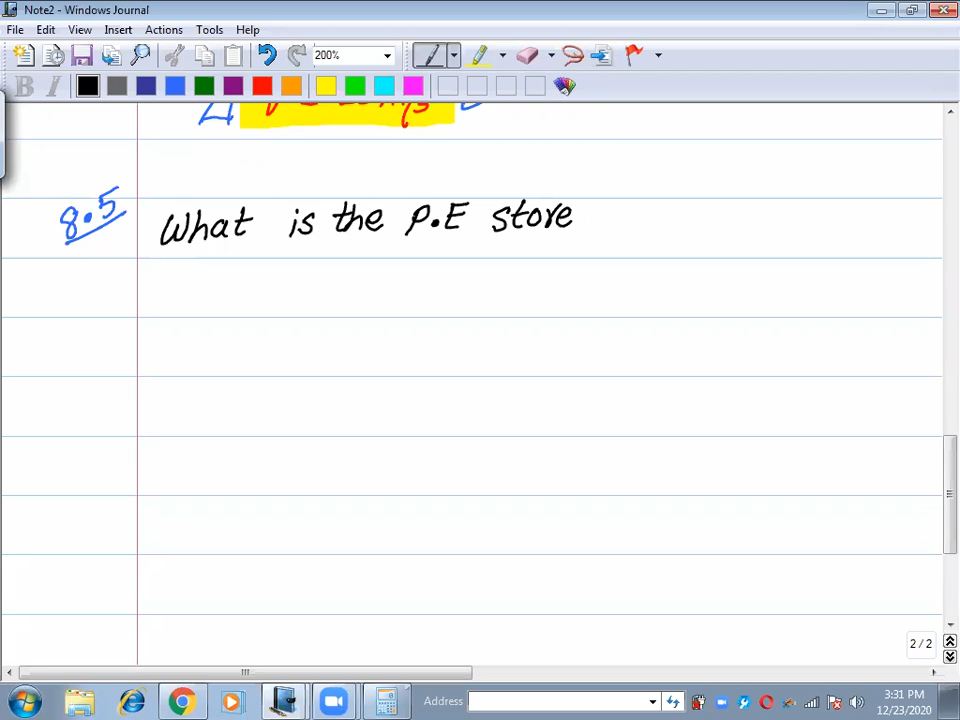 Note2 - Windows Journal
File Edit View Insert Actions Tools Help
200%
B I
8.5 What is the P.E store
2 / 2
Address
3:31 PM
12/23/2020